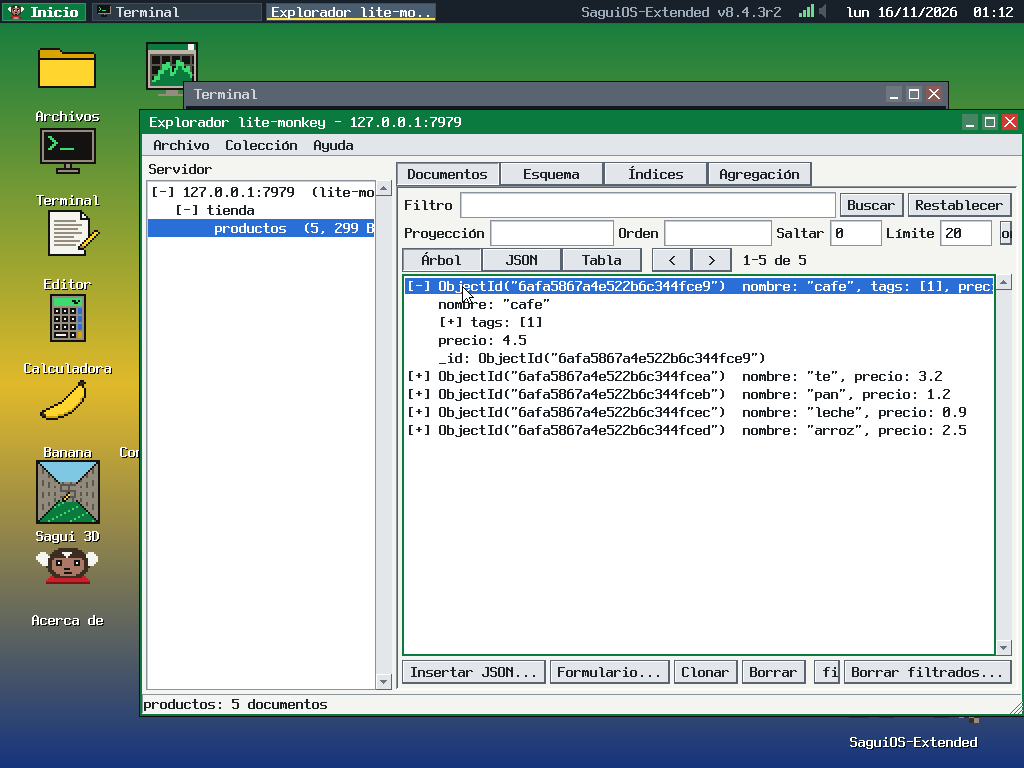 Inicio
Terminal
Explorador lite-mo..
SaguiOS-Extended v8.4.3r2
lun 16/11/2026 01:12
Archivos
Terminal
Editor
Calculadora
Banana
Sagui 3D
Acerca de
Terminal
Explorador lite-monkey - 127.0.0.1:7979
Archivo Colección Ayuda
Servidor
[-] 127.0.0.1:7979 (lite-mo
[-] tienda
productos (5, 299 B
Documentos Esquema Índices Agregación
Filtro Buscar Restablecer
Proyección Orden Saltar 0 Límite 20
Árbol JSON Tabla < > 1-5 de 5
[-] ObjectId("6afa5867a4e522b6c344fce9") nombre: "cafe", tags: [1], prec
nombre: "cafe"
[+] tags: [1]
precio: 4.5
_id: ObjectId("6afa5867a4e522b6c344fce9")
[+] ObjectId("6afa5867a4e522b6c344fcea") nombre: "te", precio: 3.2
[+] ObjectId("6afa5867a4e522b6c344fceb") nombre: "pan", precio: 1.2
[+] ObjectId("6afa5867a4e522b6c344fcec") nombre: "leche", precio: 0.9
[+] ObjectId("6afa5867a4e522b6c344fced") nombre: "arroz", precio: 2.5
Insertar JSON... Formulario... Clonar Borrar fi Borrar filtrados...
productos: 5 documentos
SaguiOS-Extended